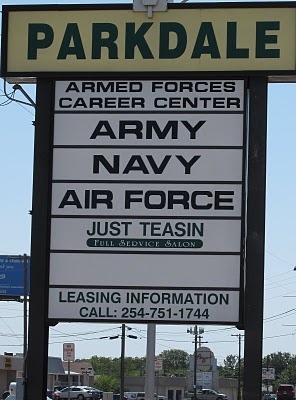 PARKDALE
ARMED FORCES
CAREER CENTER
ARMY
NAVY
AIR FORCE
JUST TEASIN
FULL SERVICE SALON
LEASING INFORMATION
CALL: 254-751-1744